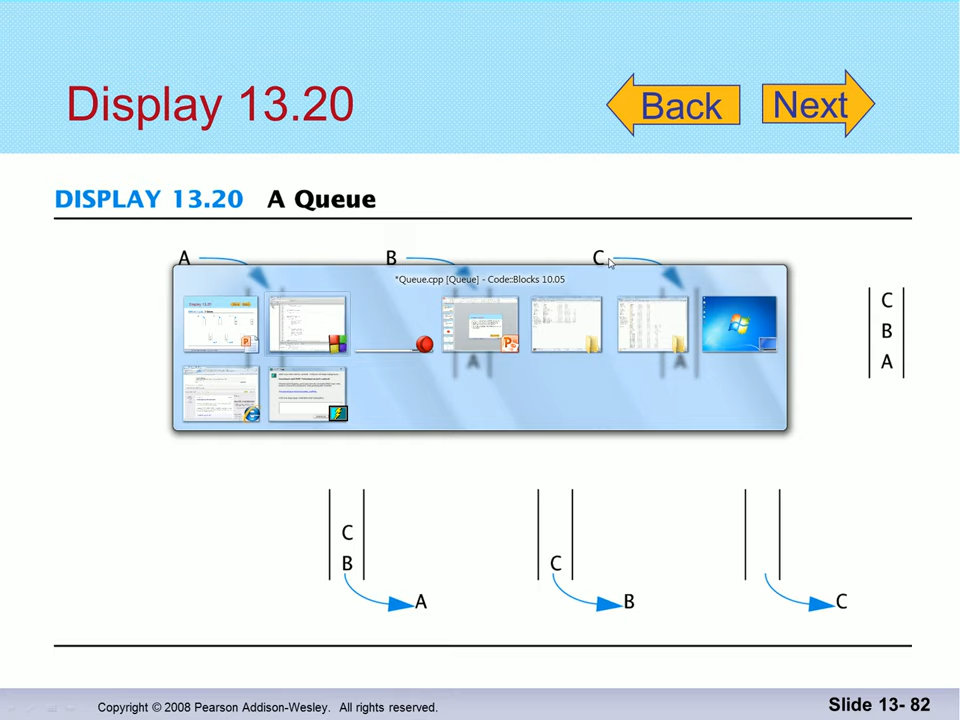 Display 13.20
Back
Next
DISPLAY 13.20 A Queue
A
B
C
*Queue.cpp [Queue] - Code::Blocks 10.05
C
B
A
A
A
C
B
A
C
B
C
Copyright © 2008 Pearson Addison-Wesley. All rights reserved.
Slide 13- 82